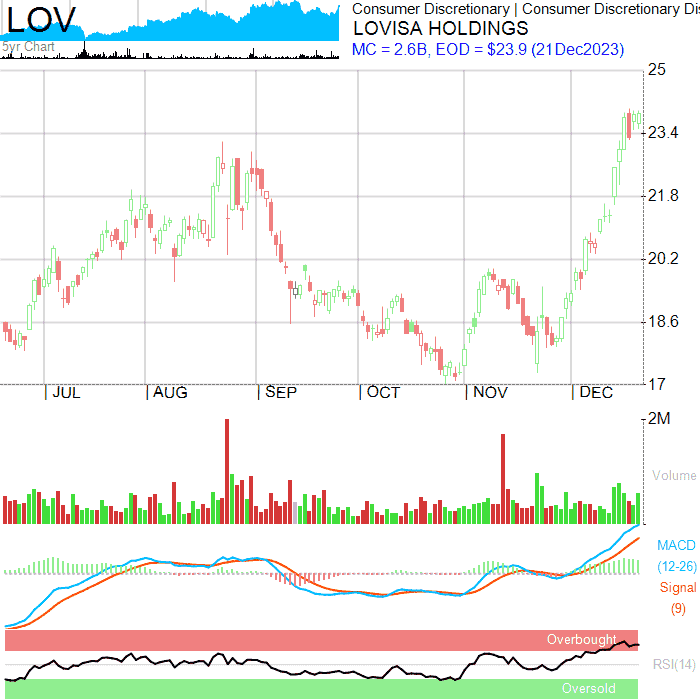 LOV
5yr Chart
Consumer Discretionary | Consumer Discretionary Dis
LOVISA HOLDINGS
MC = 2.6B, EOD = $23.9 (21Dec2023)
25
23.4
21.8
20.2
18.6
17
JUL AUG SEP OCT NOV DEC
2M
Volume
MACD
(12-26)
Signal
(9)
Overbought
RSI(14)
Oversold